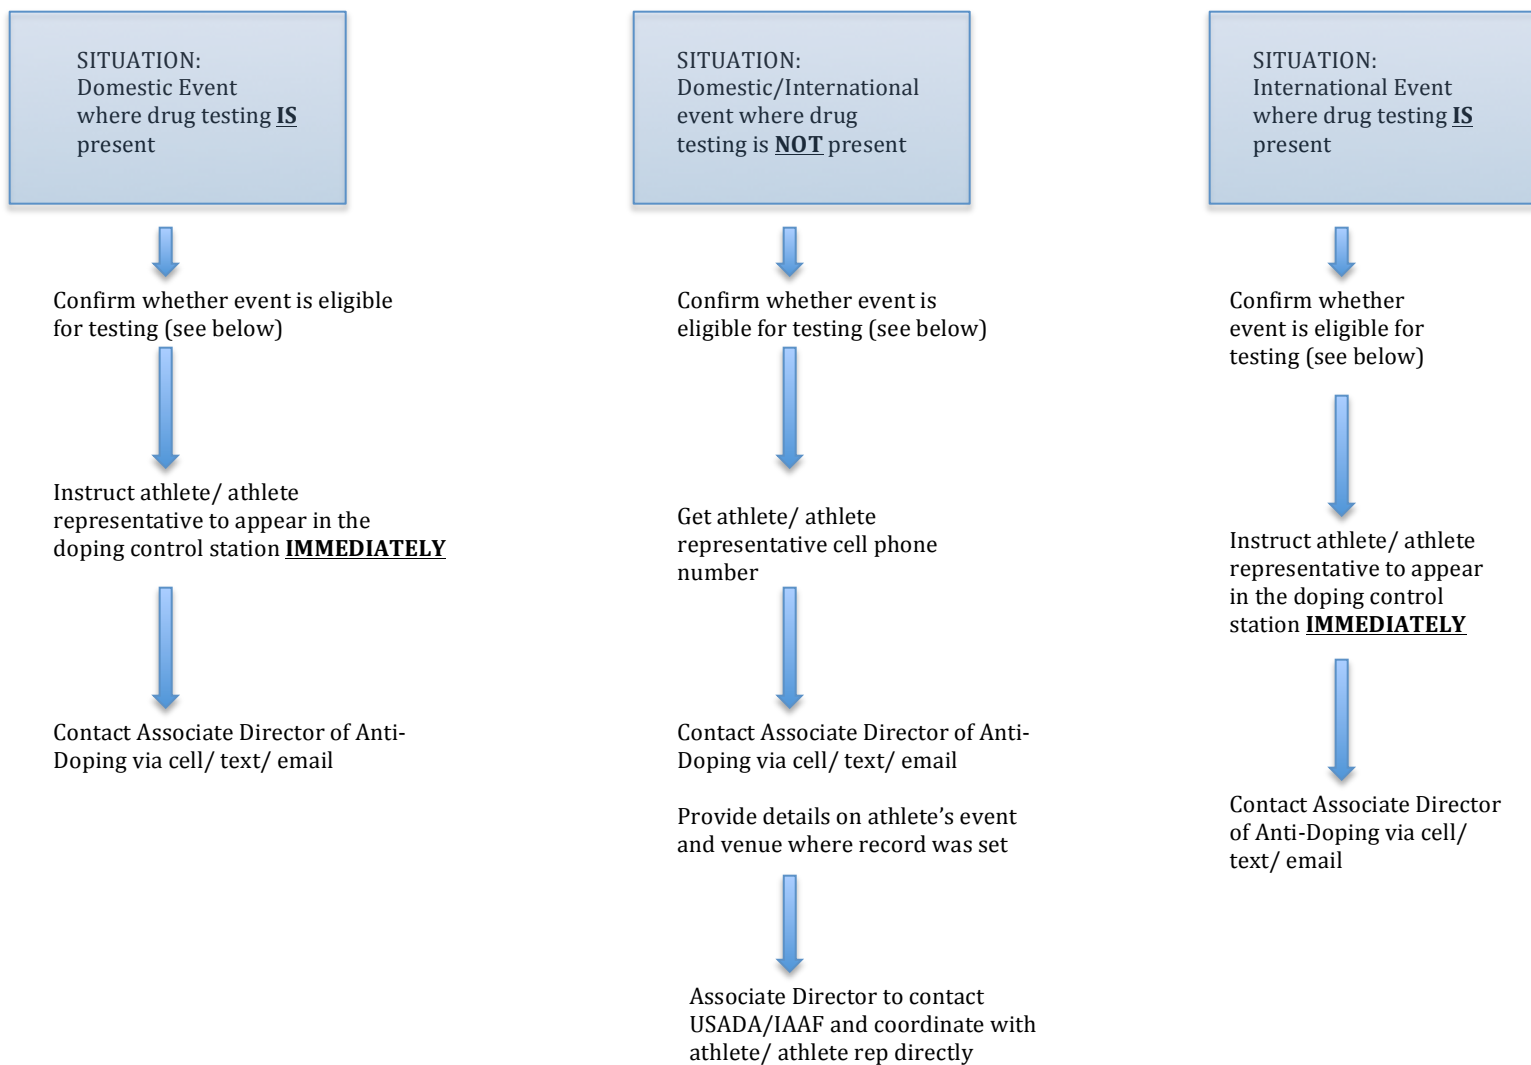 SITUATION:
Domestic Event
where drug testing IS
present
Confirm whether event is eligible
for testing (see below)
Instruct athlete/ athlete
representative to appear in the
doping control station IMMEDIATELY
Contact Associate Director of Anti-
Doping via cell/ text/ email
SITUATION:
Domestic/International
event where drug
testing is NOT present
Confirm whether event is
eligible for testing (see below)
Get athlete/ athlete
representative cell phone
number
Contact Associate Director of Anti-
Doping via cell/ text/ email
Provide details on athlete’s event
and venue where record was set
Associate Director to contact
USADA/IAAF and coordinate with
athlete/ athlete rep directly
SITUATION:
International Event
where drug testing IS
present
Confirm whether
event is eligible for
testing (see below)
Instruct athlete/ athlete
representative to appear
in the doping control
station IMMEDIATELY
Contact Associate Director
of Anti-Doping via cell/
text/ email